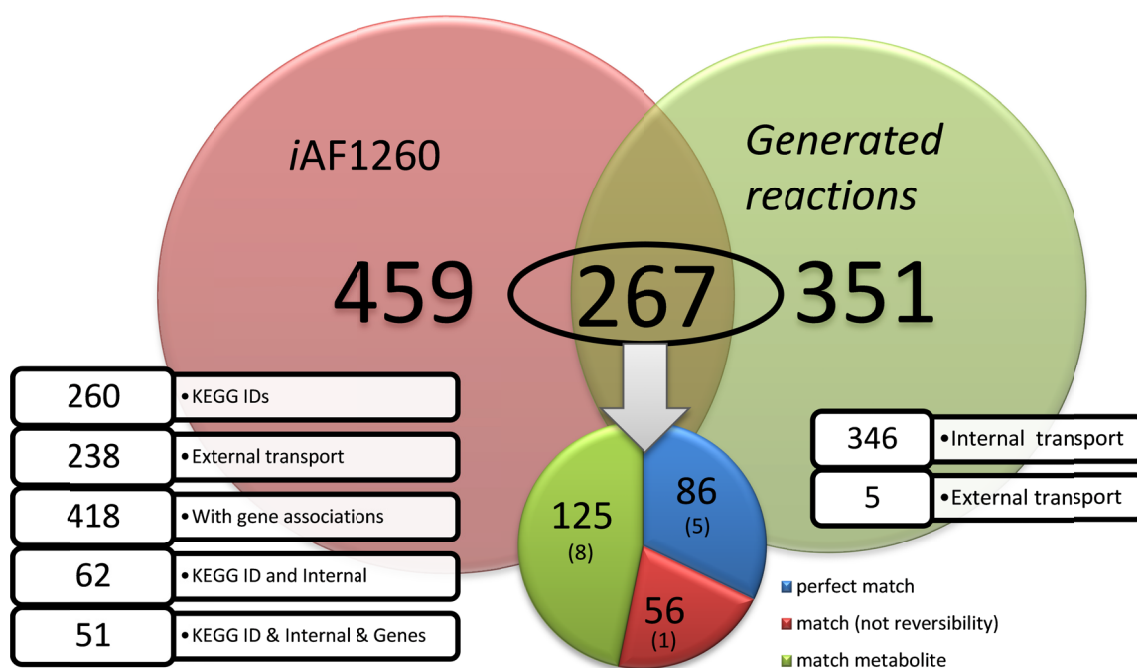 iAF1260
Generated
reactions
459
267
351
260
•KEGG IDs
238
•External transport
418
•With gene associations
62
•KEGG ID and Internal
51
•KEGG ID & Internal & Genes
346
•Internal transport
5
•External transport
86
(5)
125
(8)
56
(1)
perfect match
match (not reversibility)
match metabolite